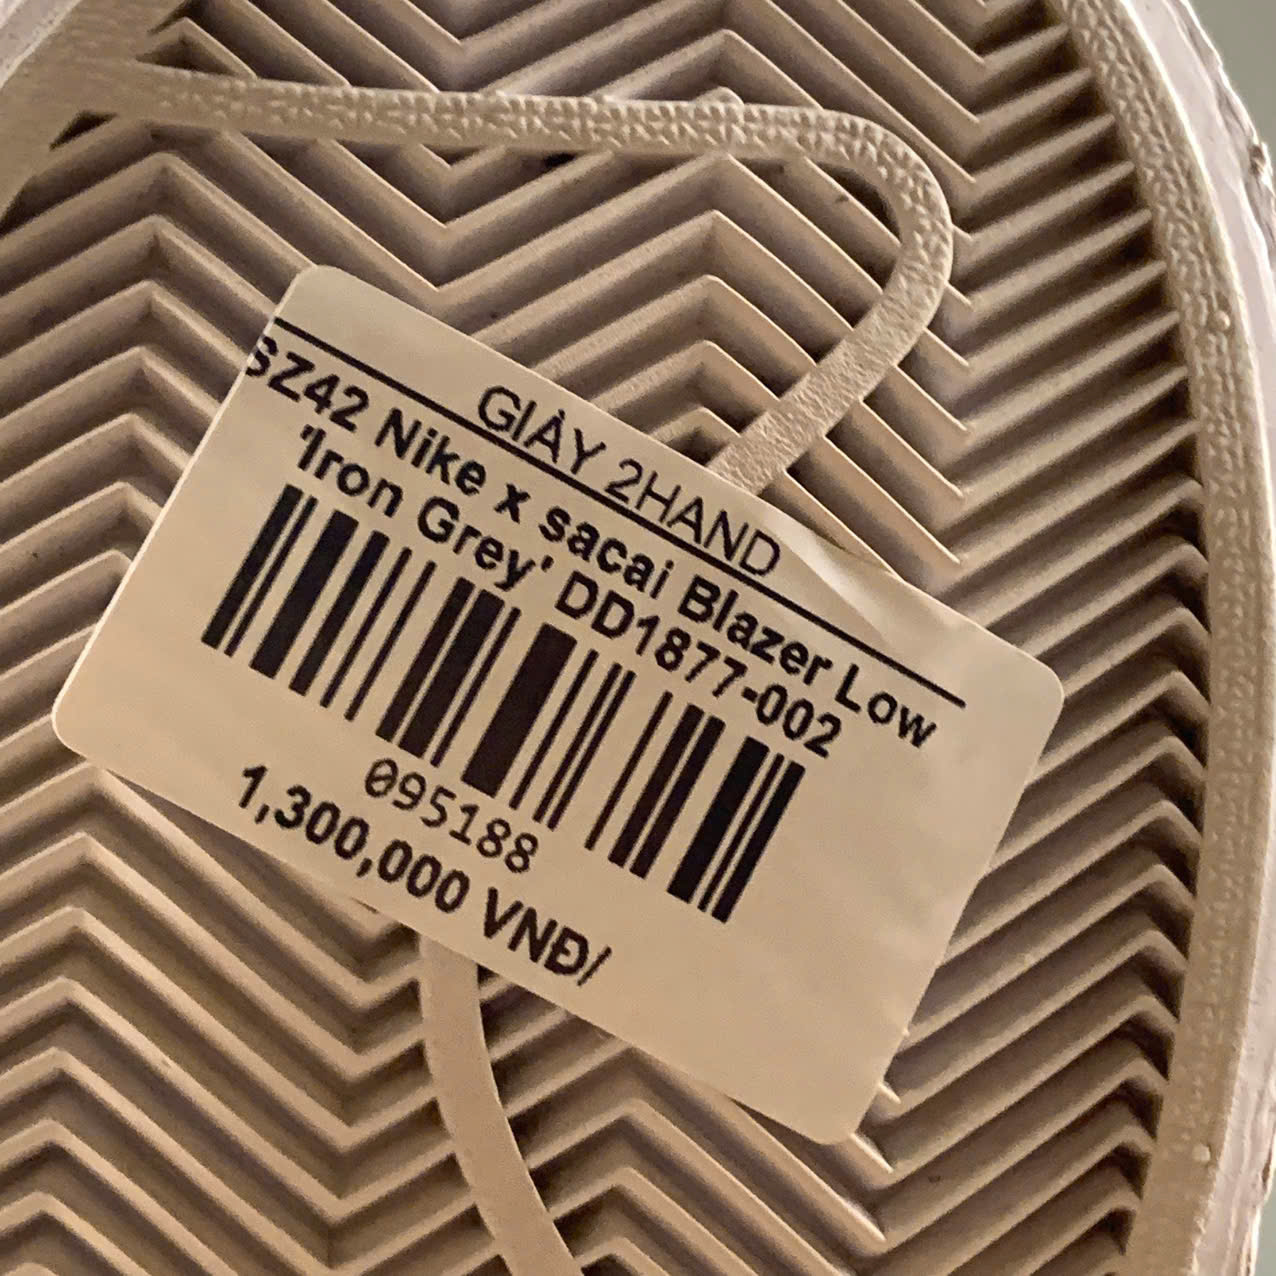 GIÀY 2HAND
SZ42 Nike x sacai Blazer Low
'Iron Grey' DD1877-002
095188
1,300,000 VNĐ/